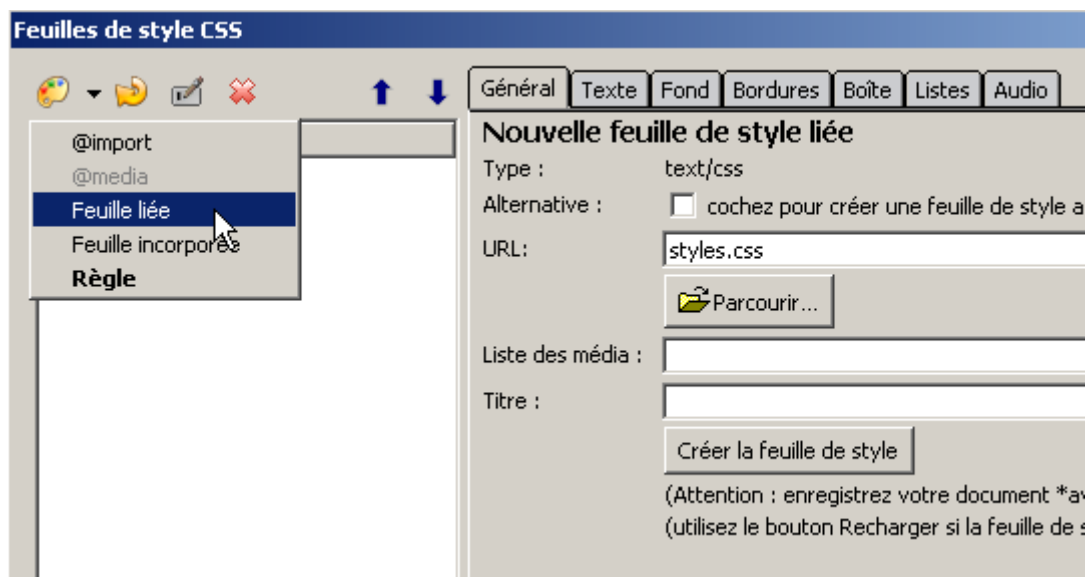 Feuilles de style CSS
Général Texte Fond Bordures Boîte Listes Audio
@import
@media
Feuille liée
Feuille incorporée
Règle
Nouvelle feuille de style liée
Type : text/css
Alternative : cochez pour créer une feuille de style
URL: styles.css
Parcourir...
Liste des média :
Titre :
Créer la feuille de style
(Attention : enregistrez votre document
(utilisez le bouton Recharger si la feuille de